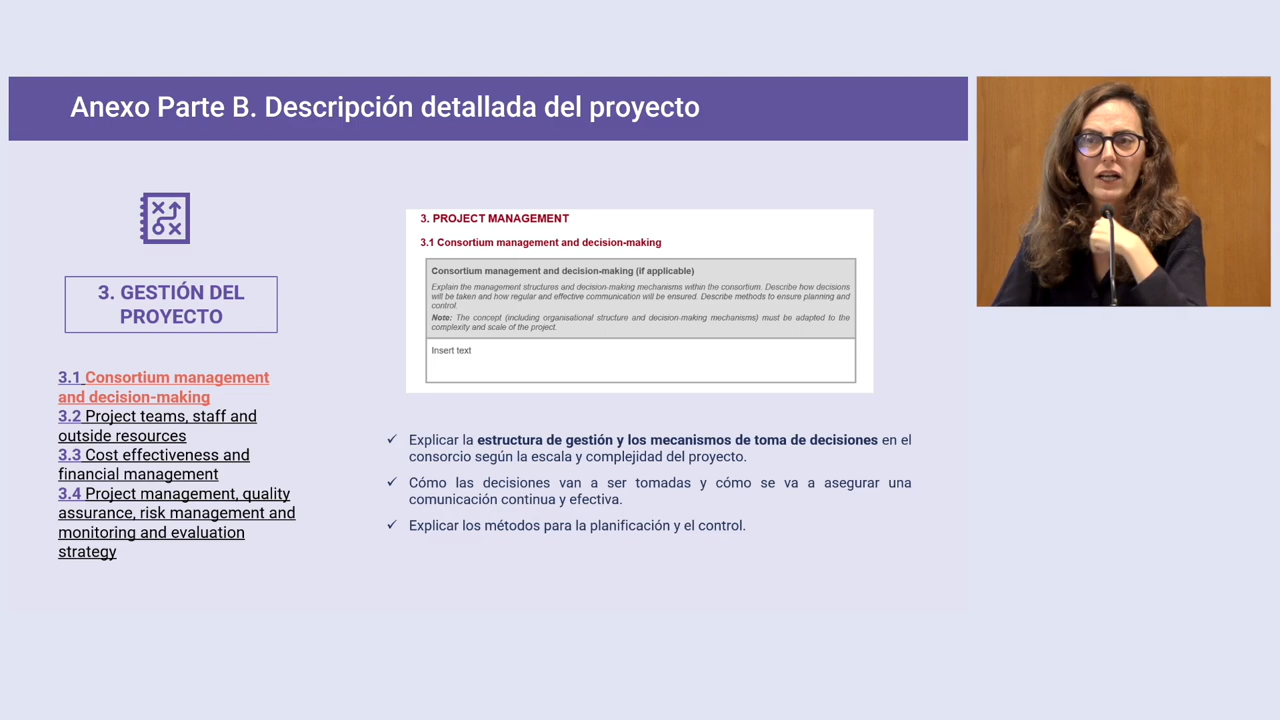 Anexo Parte B. Descripción detallada del proyecto
3. GESTIÓN DEL
PROYECTO
3.1 Consortium management
and decision-making
3.2 Project teams, staff and
outside resources
3.3 Cost effectiveness and
financial management
3.4 Project management, quality
assurance, risk management and
monitoring and evaluation
strategy
3. PROJECT MANAGEMENT
3.1 Consortium management and decision-making
Consortium management and decision-making (if applicable)
Explain the management structures and decision-making mechanisms within the consortium. Describe how decisions
will be taken and how regular and effective communication will be ensured. Describe methods to ensure planning and
control.
Note: The concept (including organisational structure and decision-making mechanisms) must be adapted to the
complexity and scale of the project.
Insert text
✓ Explicar la estructura de gestión y los mecanismos de toma de decisiones en el
consorcio según la escala y complejidad del proyecto.
✓ Cómo las decisiones van a ser tomadas y cómo se va a asegurar una
comunicación continua y efectiva.
✓ Explicar los métodos para la planificación y el control.